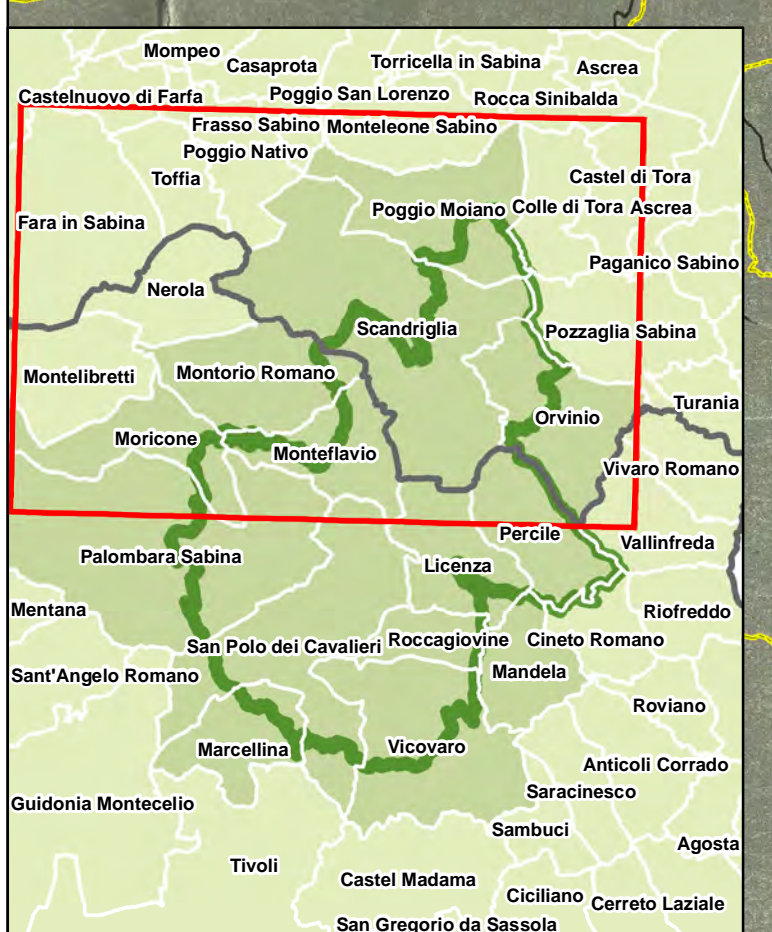 Mompeo
Casaprota
Torricella in Sabina
Ascrea
Castelnuovo di Farfa
Poggio San Lorenzo
Rocca Sinibalda
Frasso Sabino
Monteleone Sabino
Poggio Nativo
Toffia
Castel di Tora
Fara in Sabina
Poggio Moiano
Colle di Tora
Ascrea
Paganico Sabino
Nerola
Scandriglia
Pozzaglia Sabina
Montelibretti
Montorio Romano
Turania
Orvinio
Moricone
Monteflavio
Vivaro Romano
Percile
Vallinfreda
Palombara Sabina
Licenza
Mentana
Riofreddo
San Polo dei Cavalieri
Roccagiovine
Cineto Romano
Sant'Angelo Romano
Mandela
Roviano
Marcellina
Vicovaro
Anticoli Corrado
Saracinesco
Guidonia Montecelio
Sambuci
Agosta
Tivoli
Castel Madama
Ciciliano
Cerreto Laziale
San Gregorio da Sassola